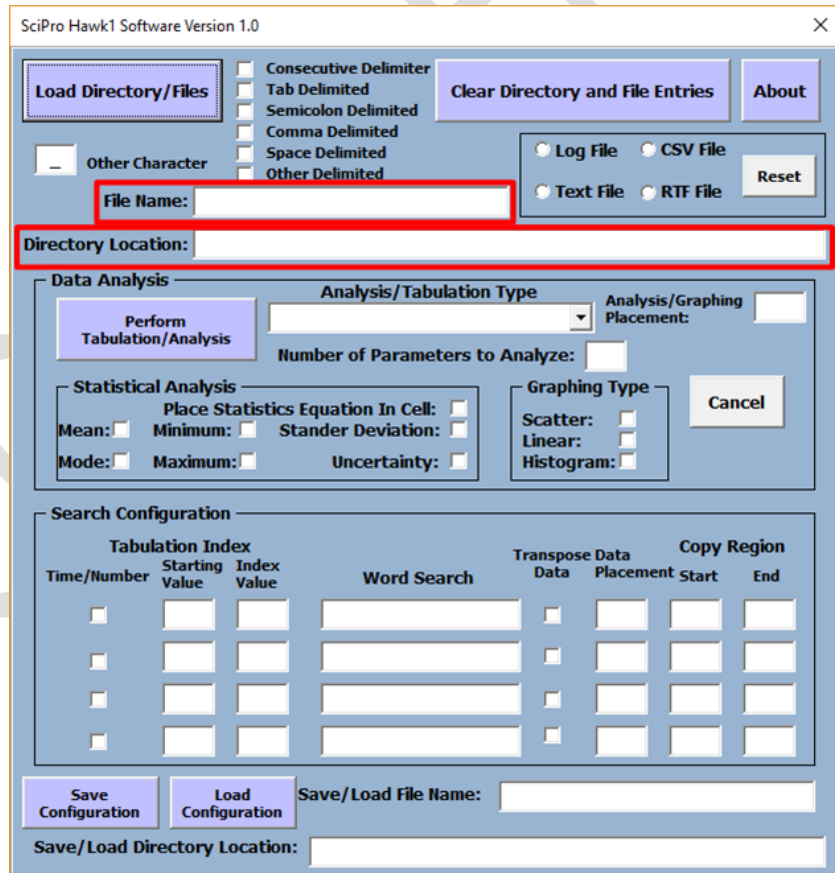 SciPro Hawk1 Software Version 1.0
Load Directory/Files
Consecutive Delimiter
Tab Delimited
Semicolon Delimited
Comma Delimited
Space Delimited
Other Delimited
Clear Directory and File Entries
About
_ Other Character
Log File CSV File
Text File RTF File
Reset
File Name:
Directory Location:
Data Analysis
Perform
Tabulation/Analysis
Analysis/Tabulation Type
Analysis/Graphing
Placement:
Number of Parameters to Analyze:
Statistical Analysis
Place Statistics Equation In Cell:
Mean: Minimum: Stander Deviation:
Mode: Maximum: Uncertainty:
Graphing Type
Scatter:
Linear:
Histogram:
Cancel
Search Configuration
Tabulation Index
Time/Number
Starting
Value
Index
Value
Word Search
Transpose
Data
Data
Placement
Copy Region
Start End
Save
Configuration
Load
Configuration
Save/Load File Name:
Save/Load Directory Location: